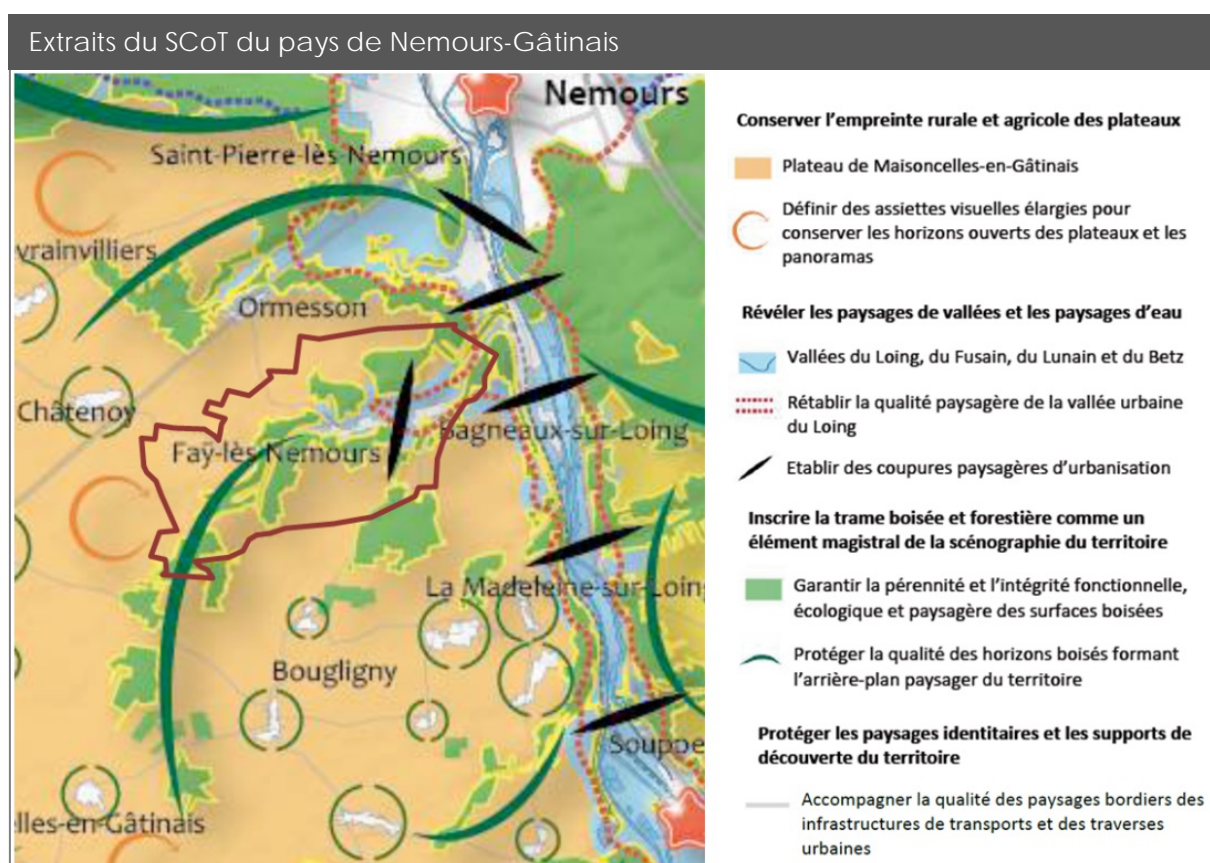 Extraits du SCoT du pays de Nemours-Gâtinais
Nemours
Saint-Pierre-lès-Nemours
vrainvilliers
Ormesson
Châtenoy
Faÿ-lès-Nemours
Bagneaux-sur-Loing
La Madeleine-sur-Loin
Bougligny
Souppe
lles-en-Gâtinais
Conserver l’empreinte rurale et agricole des plateaux
Plateau de Maisoncelles-en-Gâtinais
Définir des assiettes visuelles élargies pour
conserver les horizons ouverts des plateaux et les
panoramas
Révéler les paysages de vallées et les paysages d’eau
Vallées du Loing, du Fusain, du Lunain et du Betz
Rétablir la qualité paysagère de la vallée urbaine
du Loing
Etablir des coupures paysagères d’urbanisation
Inscrire la trame boisée et forestière comme un
élément magistral de la scénographie du territoire
Garantir la pérennité et l’intégrité fonctionnelle,
écologique et paysagère des surfaces boisées
Protéger la qualité des horizons boisés formant
l’arrière-plan paysager du territoire
Protéger les paysages identitaires et les supports de
découverte du territoire
Accompagner la qualité des paysages bordiers des
infrastructures de transports et des traverses
urbaines